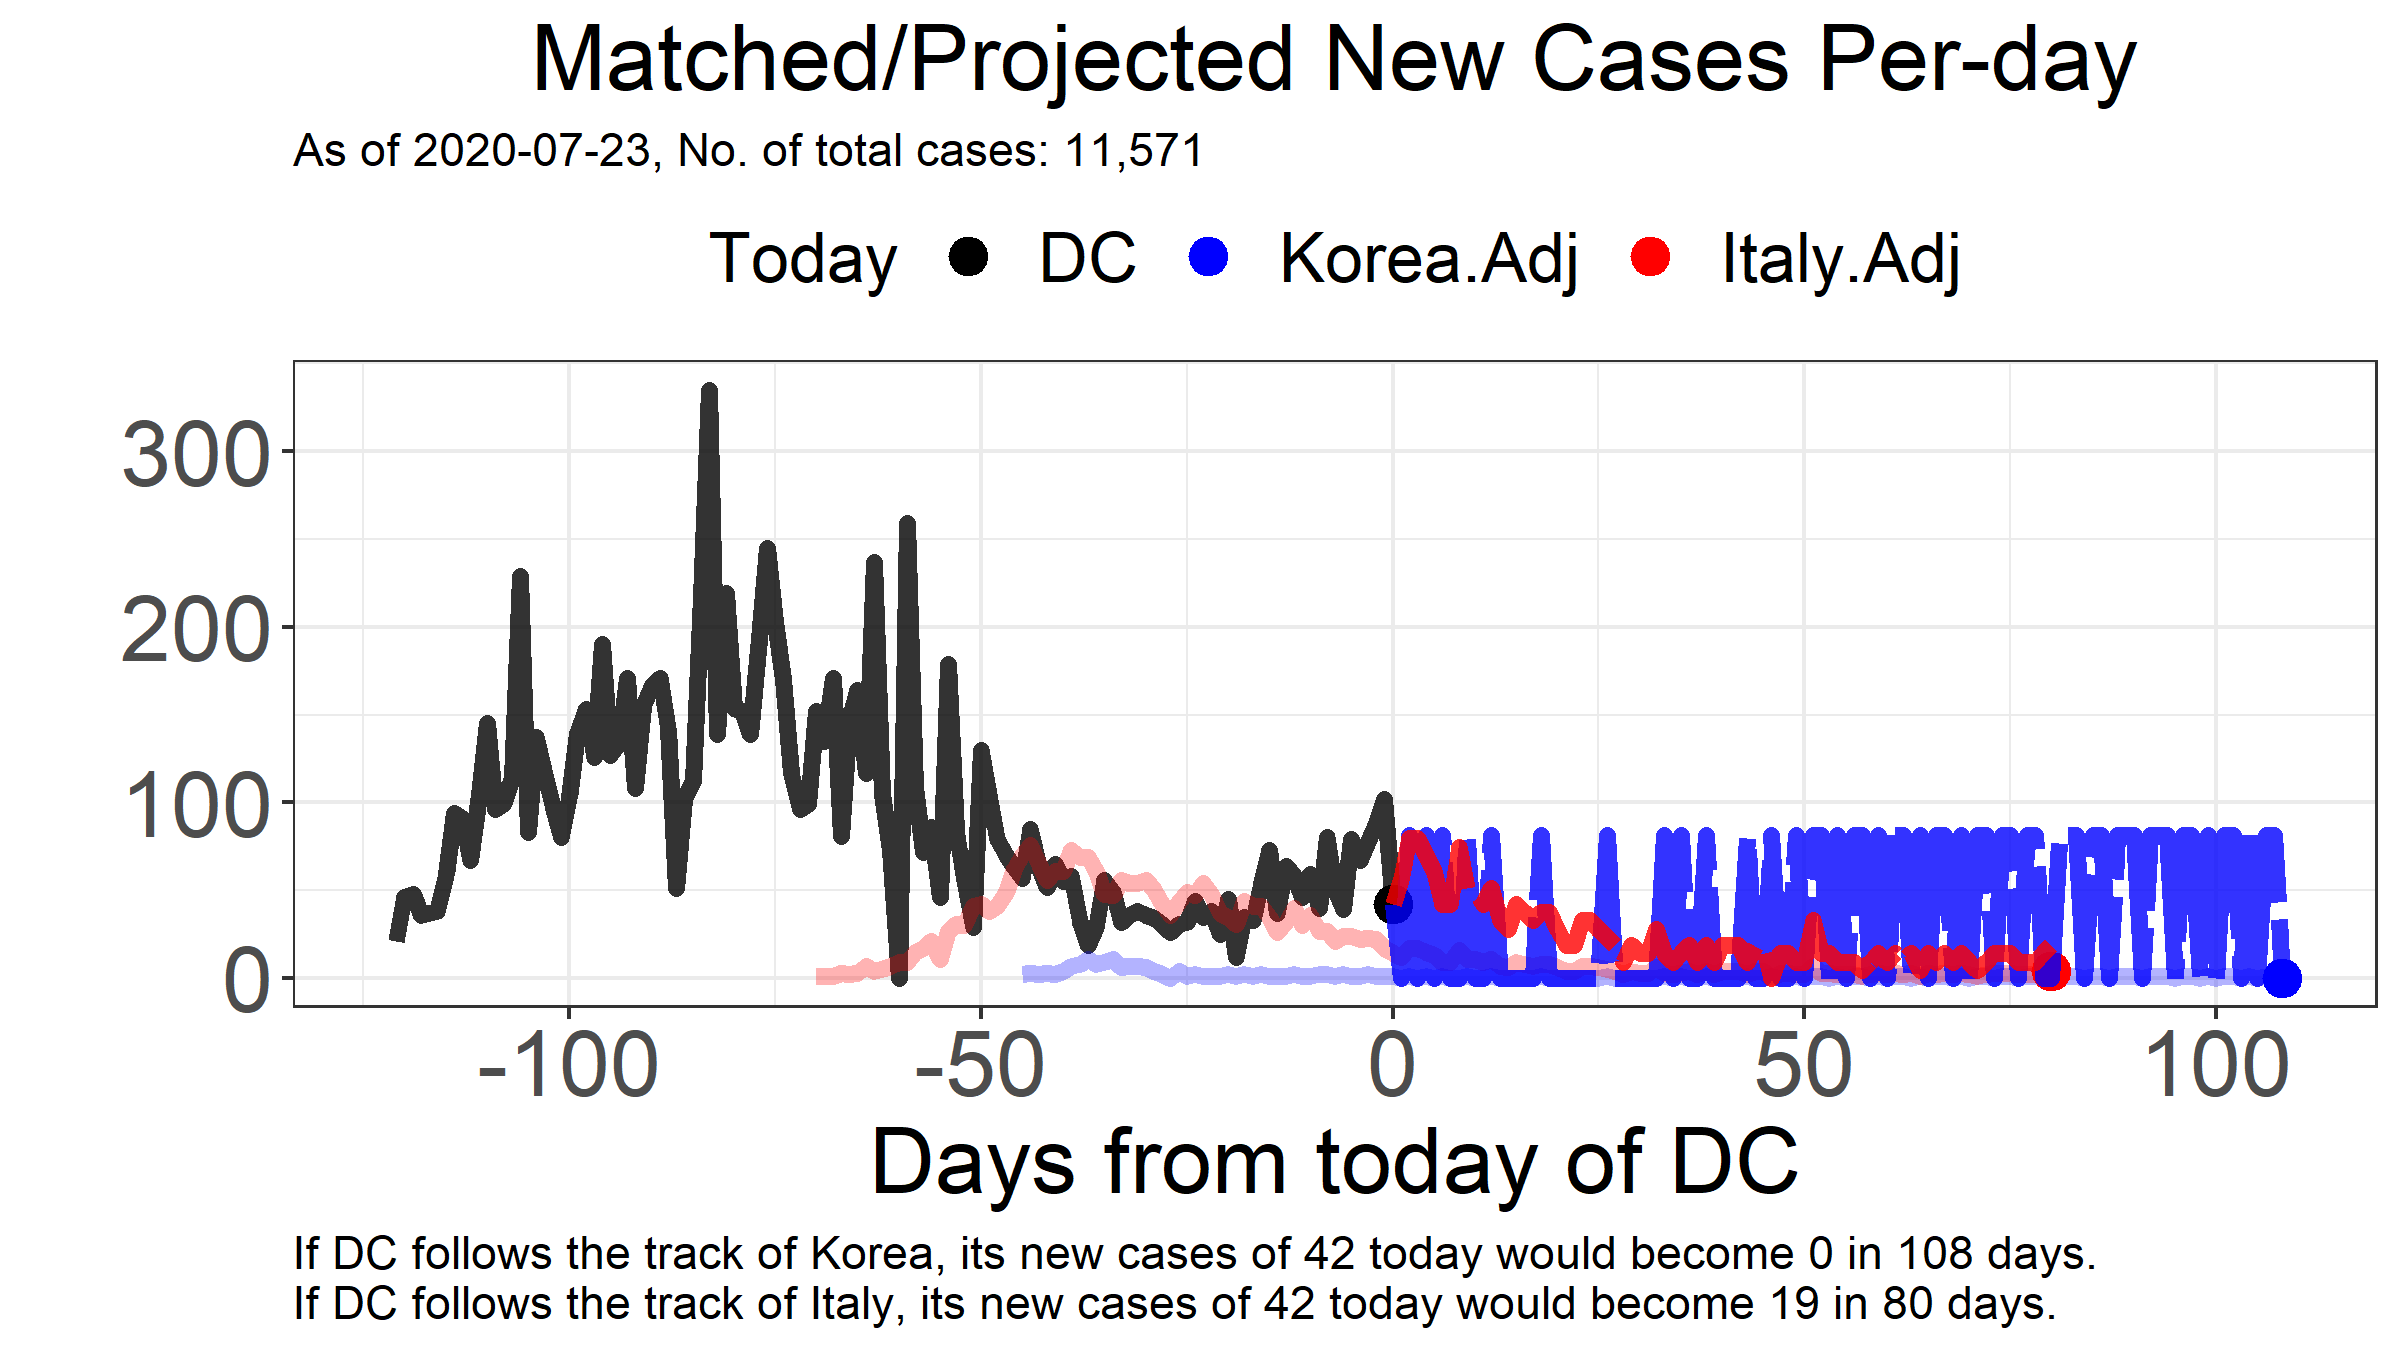 Matched/Projected New Cases Per-day
As of 2020-07-23, No. of total cases: 11,571
Today DC Korea.Adj Italy.Adj
300
200
100
0
-100 -50 0 50 100
Days from today of DC
If DC follows the track of Korea, its new cases of 42 today would become 0 in 108 days.
If DC follows the track of Italy, its new cases of 42 today would become 19 in 80 days.